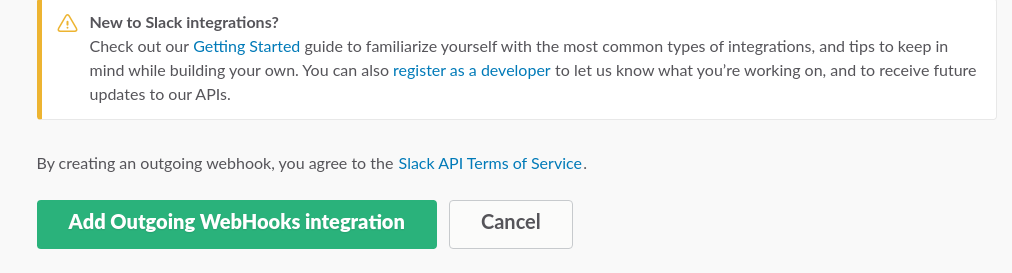 New to Slack integrations?
Check out our Getting Started guide to familiarize yourself with the most common types of integrations, and tips to keep in
mind while building your own. You can also register as a developer to let us know what you’re working on, and to receive future
updates to our APIs.
By creating an outgoing webhook, you agree to the Slack API Terms of Service.
Add Outgoing WebHooks integration
Cancel